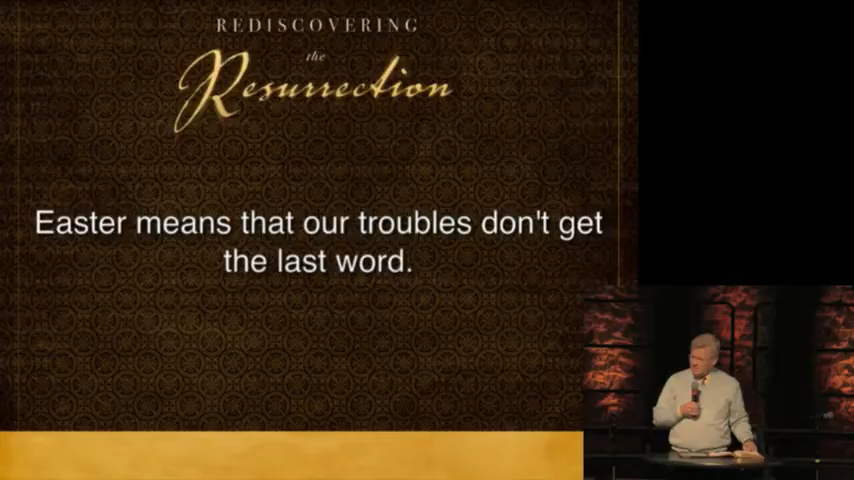 REDISCOVERING
the
Resurrection
Easter means that our troubles don't get
the last word.